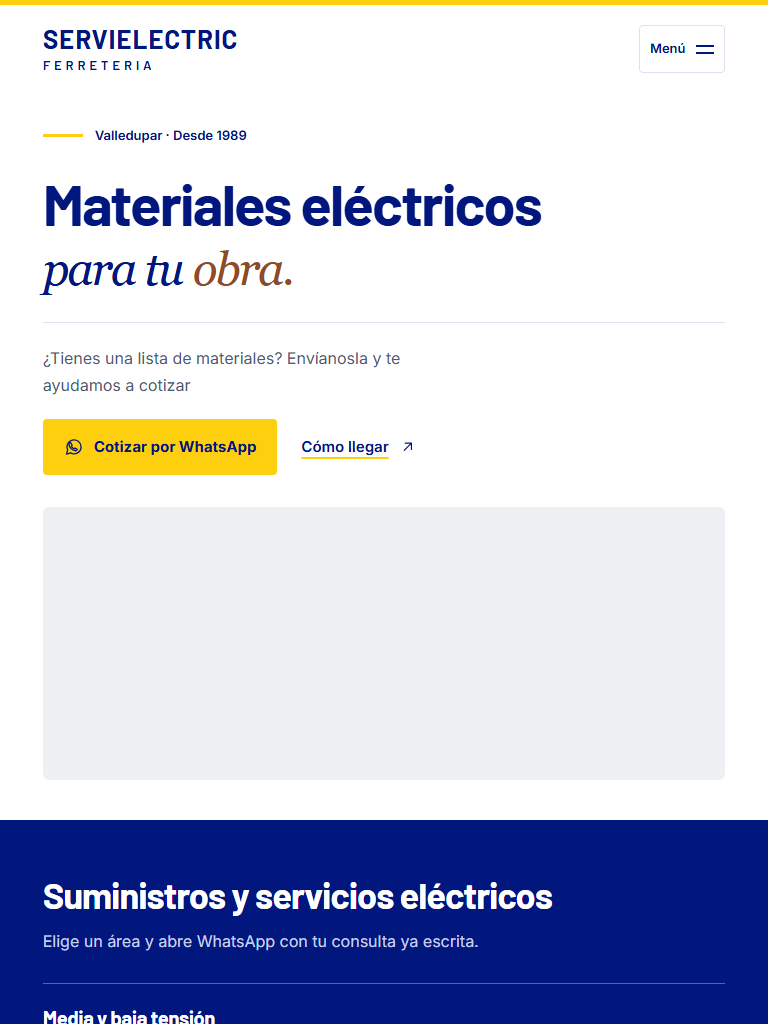 SERVIELECTRIC
FERRETERIA
Menú
Valledupar · Desde 1989
Materiales eléctricos
para tu obra.
¿Tienes una lista de materiales? Envíanosla y te
ayudamos a cotizar
Cotizar por WhatsApp
Cómo llegar
Suministros y servicios eléctricos
Elige un área y abre WhatsApp con tu consulta ya escrita.
Media y baja tensión